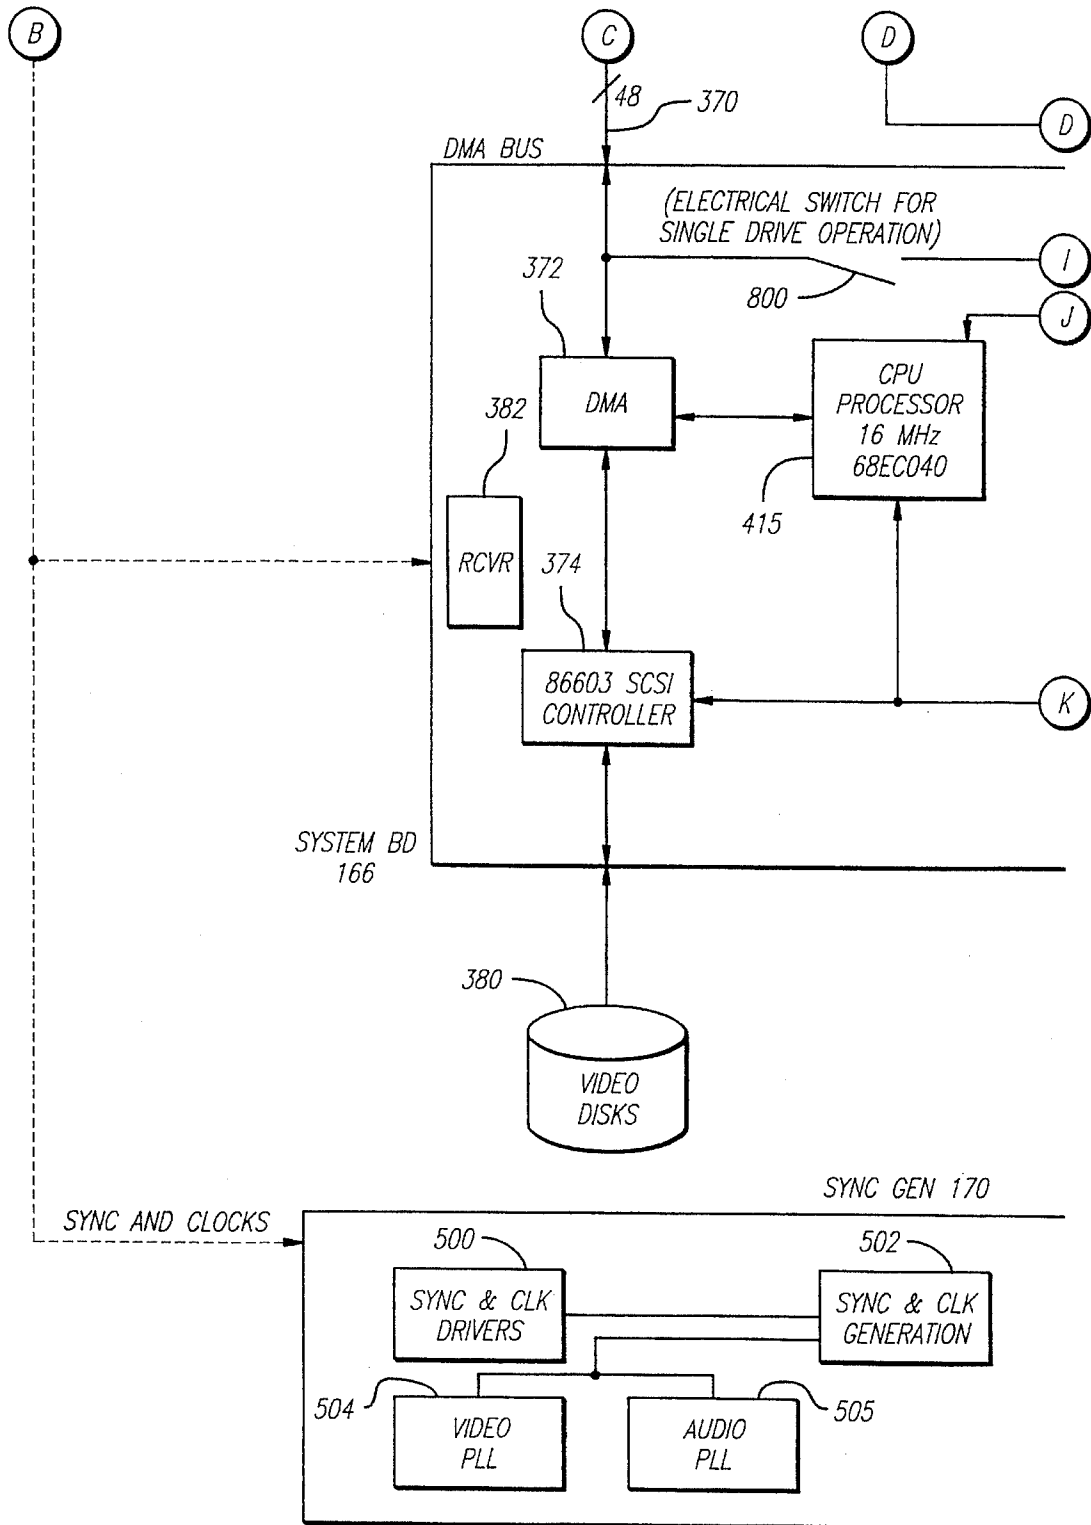 B
C
D
48
370
D
DMA BUS
(ELECTRICAL SWITCH FOR
SINGLE DRIVE OPERATION)
I
372
800
J
DMA
CPU
PROCESSOR
16 MHz
68EC040
382
415
RCVR
374
86603 SCSI
CONTROLLER
K
SYSTEM BD
166
380
VIDEO
DISKS
SYNC GEN 170
SYNC AND CLOCKS
500
502
SYNC & CLK
DRIVERS
SYNC & CLK
GENERATION
504
505
VIDEO
PLL
AUDIO
PLL